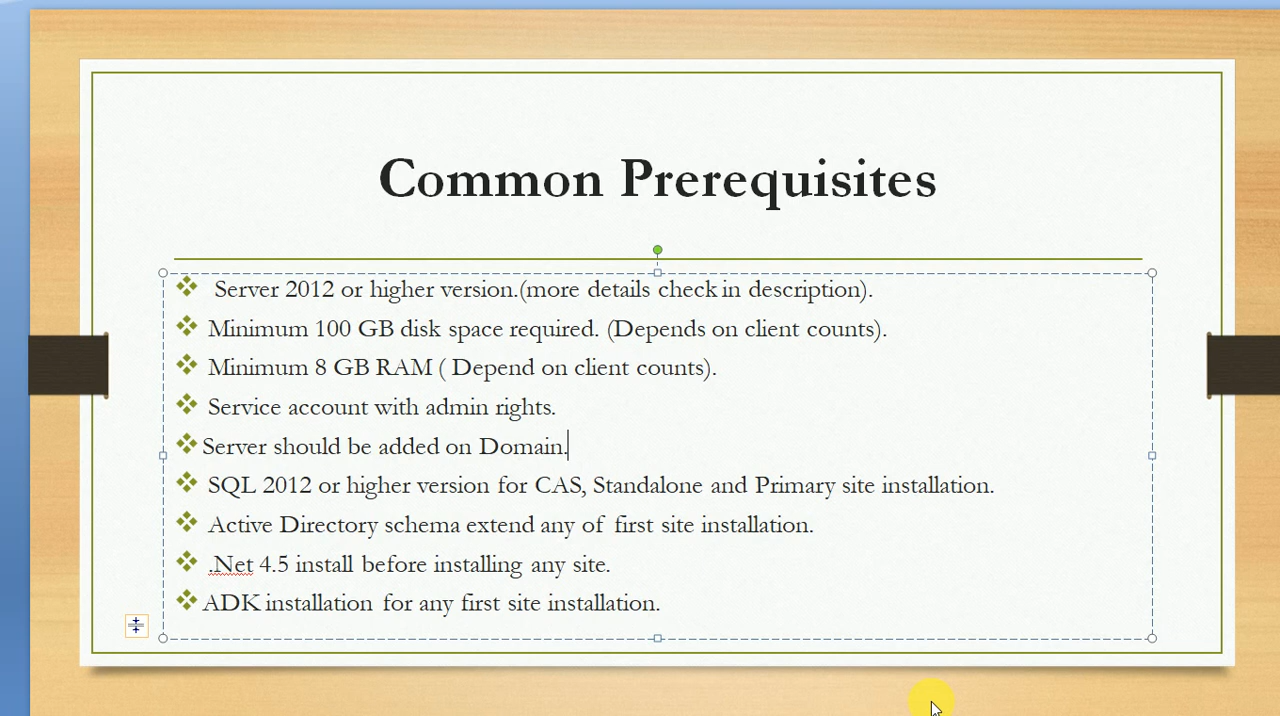 Common Prerequisites
Server 2012 or higher version.(more details check in description).
Minimum 100 GB disk space required. (Depends on client counts).
Minimum 8 GB RAM ( Depend on client counts).
Service account with admin rights.
Server should be added on Domain.
SQL 2012 or higher version for CAS, Standalone and Primary site installation.
Active Directory schema extend any of first site installation.
.Net 4.5 install before installing any site.
ADK installation for any first site installation.